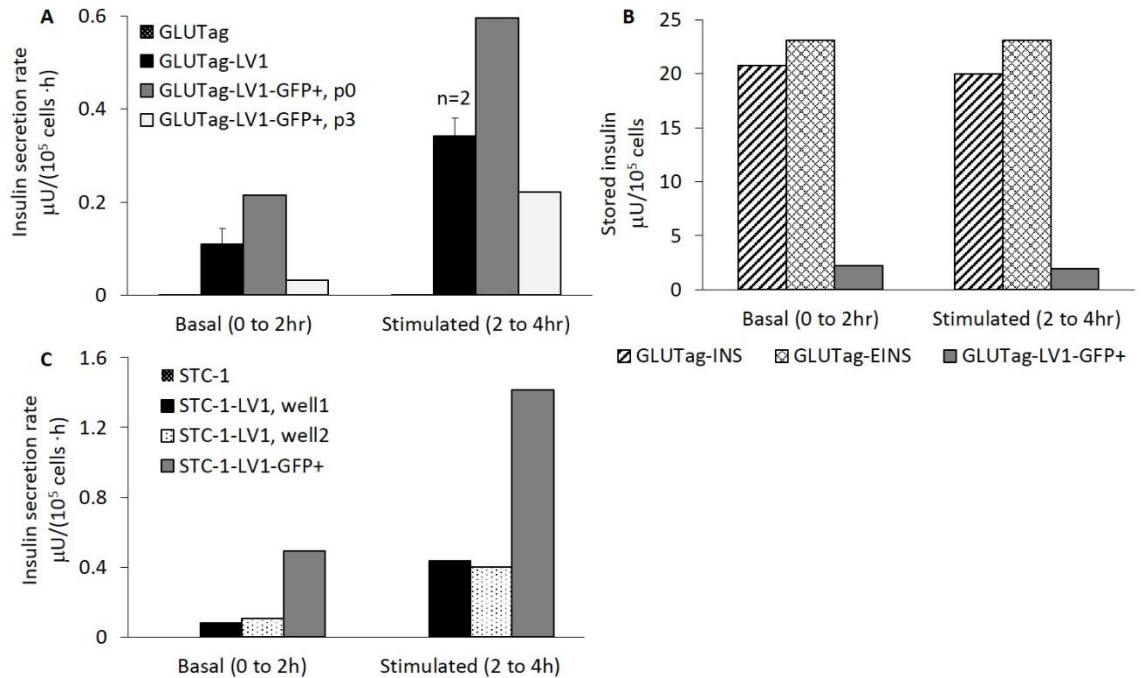 A
Insulin secretion rate
μU/(10⁵ cells ·h)
0.6
0.4
0.2
0
GLUTag
GLUTag-LV1
GLUTag-LV1-GFP+, p0
GLUTag-LV1-GFP+, p3
n=2
Basal (0 to 2hr)
Stimulated (2 to 4hr)
B
Stored insulin
μU/10⁵ cells
25
20
15
10
5
0
Basal (0 to 2hr)
Stimulated (2 to 4hr)
GLUTag-INS
GLUTag-EINS
GLUTag-LV1-GFP+
C
Insulin secretion rate
μU/(10⁵ cells ·h)
1.6
1.2
0.8
0.4
0
STC-1
STC-1-LV1, well1
STC-1-LV1, well2
STC-1-LV1-GFP+
Basal (0 to 2h)
Stimulated (2 to 4h)